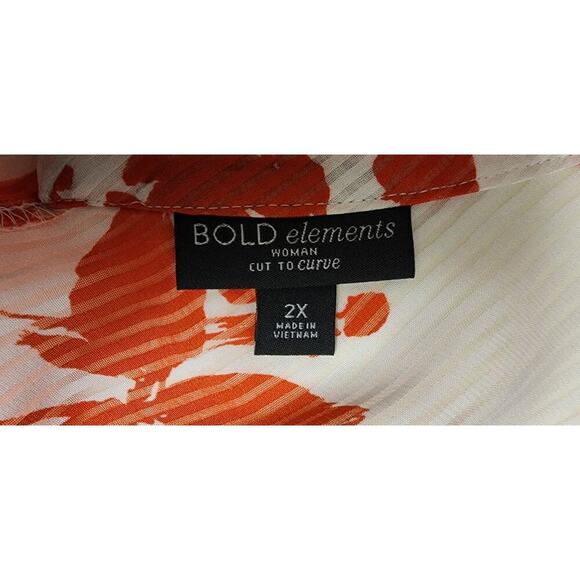 BOLD elements
WOMAN
CUT TO curve
2X
MADE IN
VIETNAM